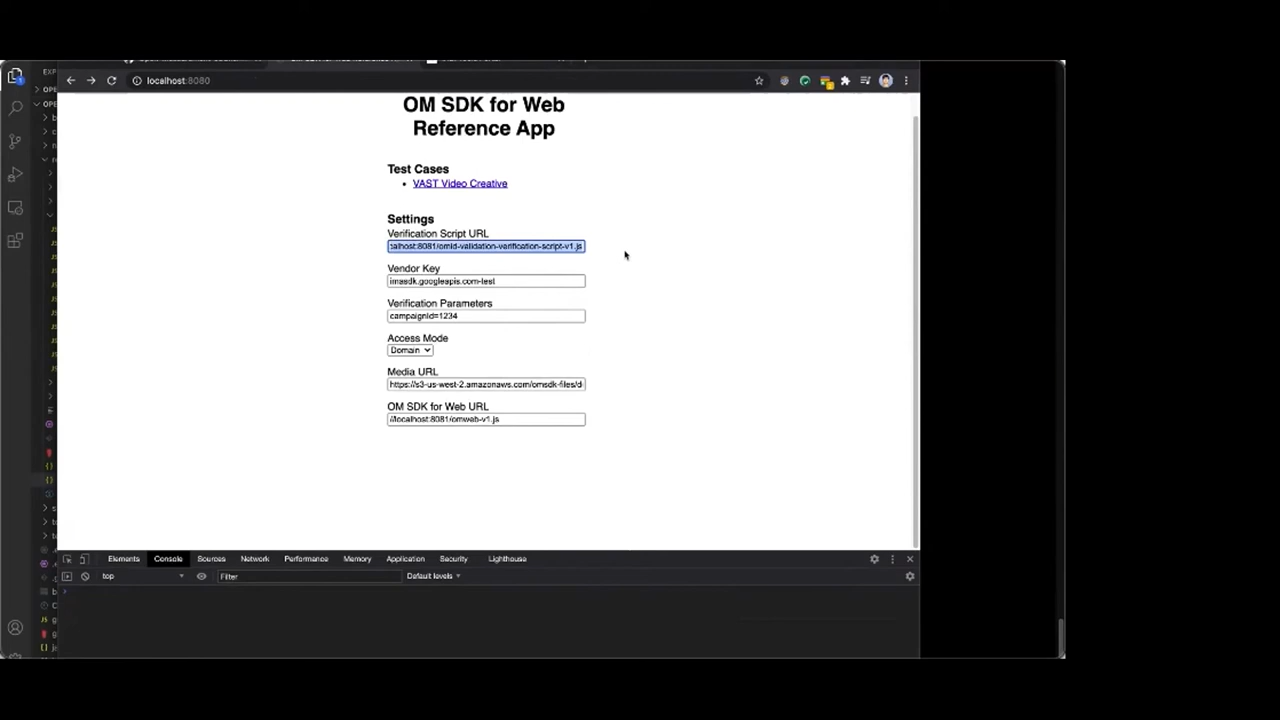 localhost:8080
OM SDK for Web
Reference App
Test Cases
• VAST Video Creative
Settings
Verification Script URL
calhost:8081/omid-validation-verification-script-v1.js
Vendor Key
imasdk.googleapis.com-test
Verification Parameters
campaignId=1234
Access Mode
Domain
Media URL
https://s3-us-west-2.amazonaws.com/omsdk-files/d
OM SDK for Web URL
//localhost:8081/omweb-v1.js
Elements Console Sources Network Performance Memory Application Security Lighthouse
top Filter Default levels